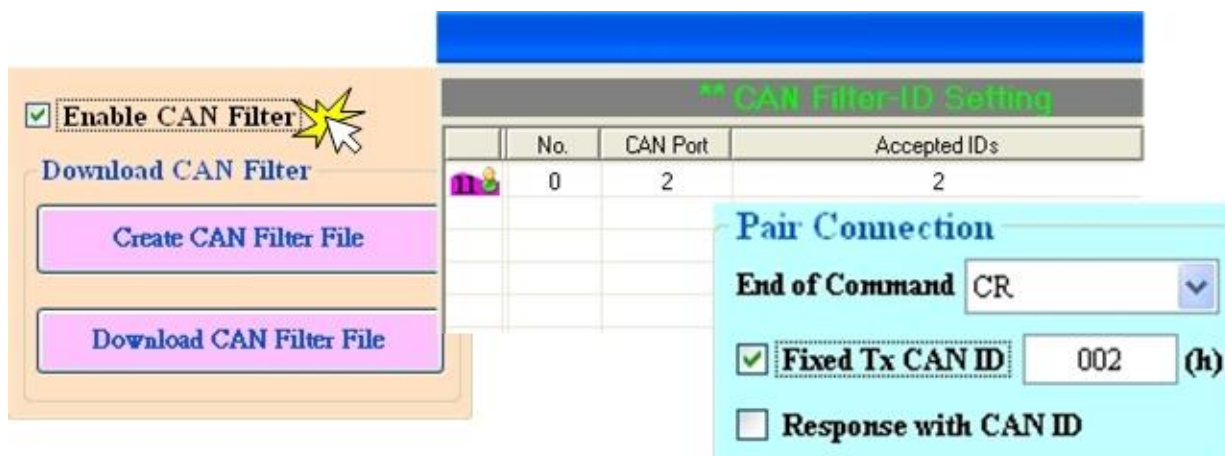 Enable CAN Filter
Download CAN Filter
Create CAN Filter File
Download CAN Filter File
** CAN Filter-ID Setting
No. CAN Port Accepted IDs
11 0 2 2
Pair Connection
End of Command CR
Fixed Tx CAN ID 002 (h)
Response with CAN ID